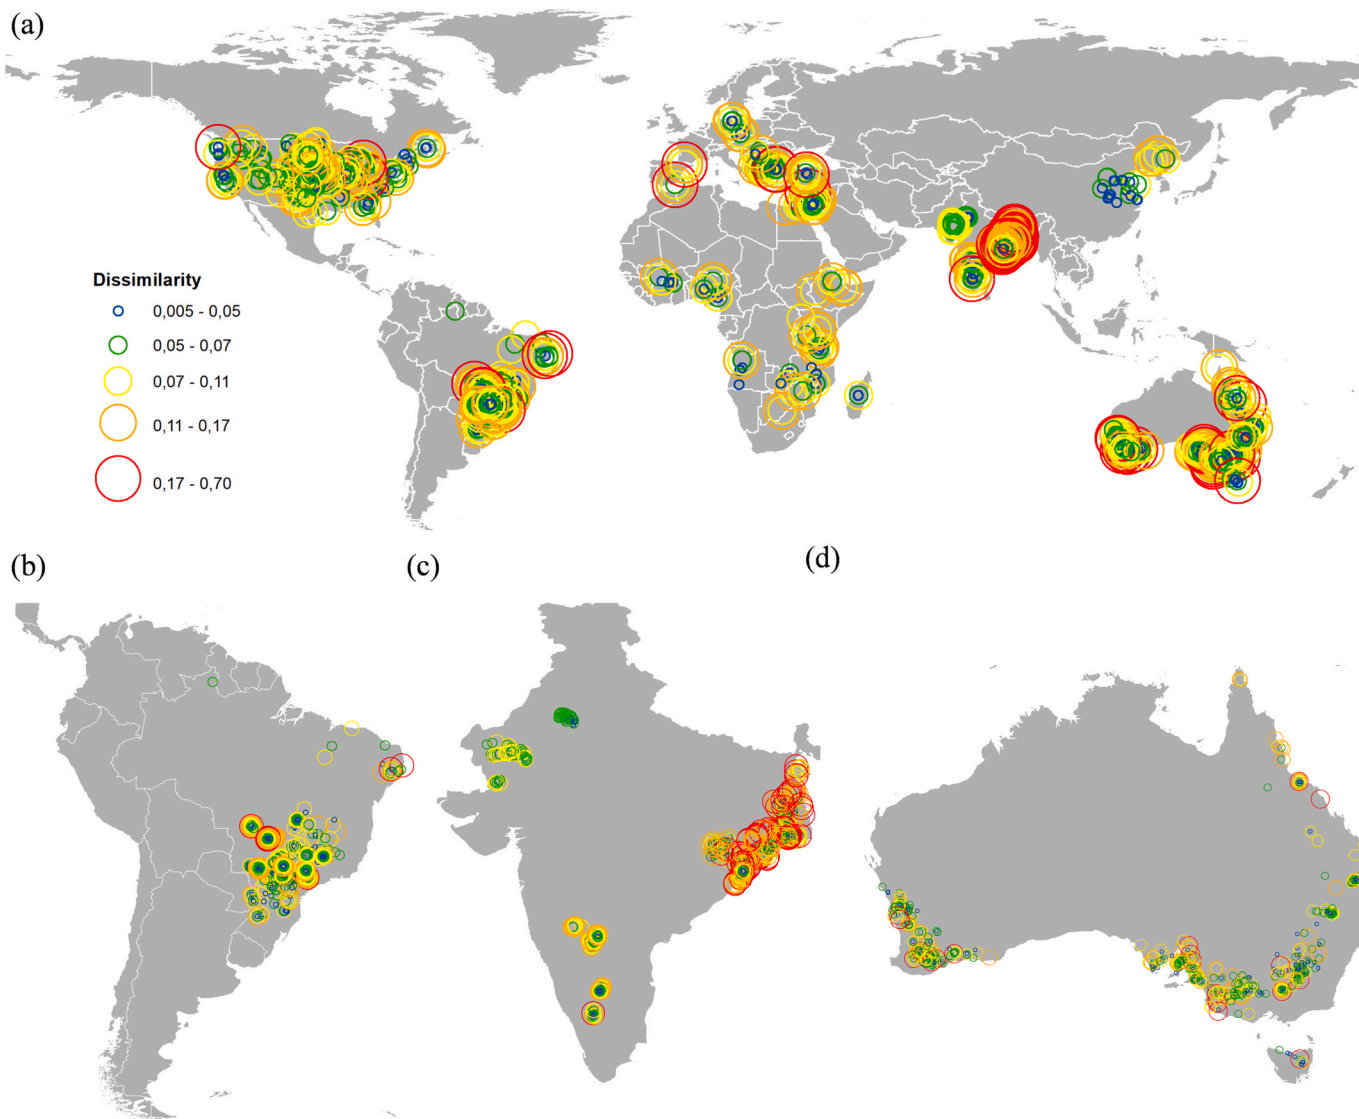 (a)
Dissimilarity
0,005 - 0,05
0,05 - 0,07
0,07 - 0,11
0,11 - 0,17
0,17 - 0,70
(b)
(c)
(d)